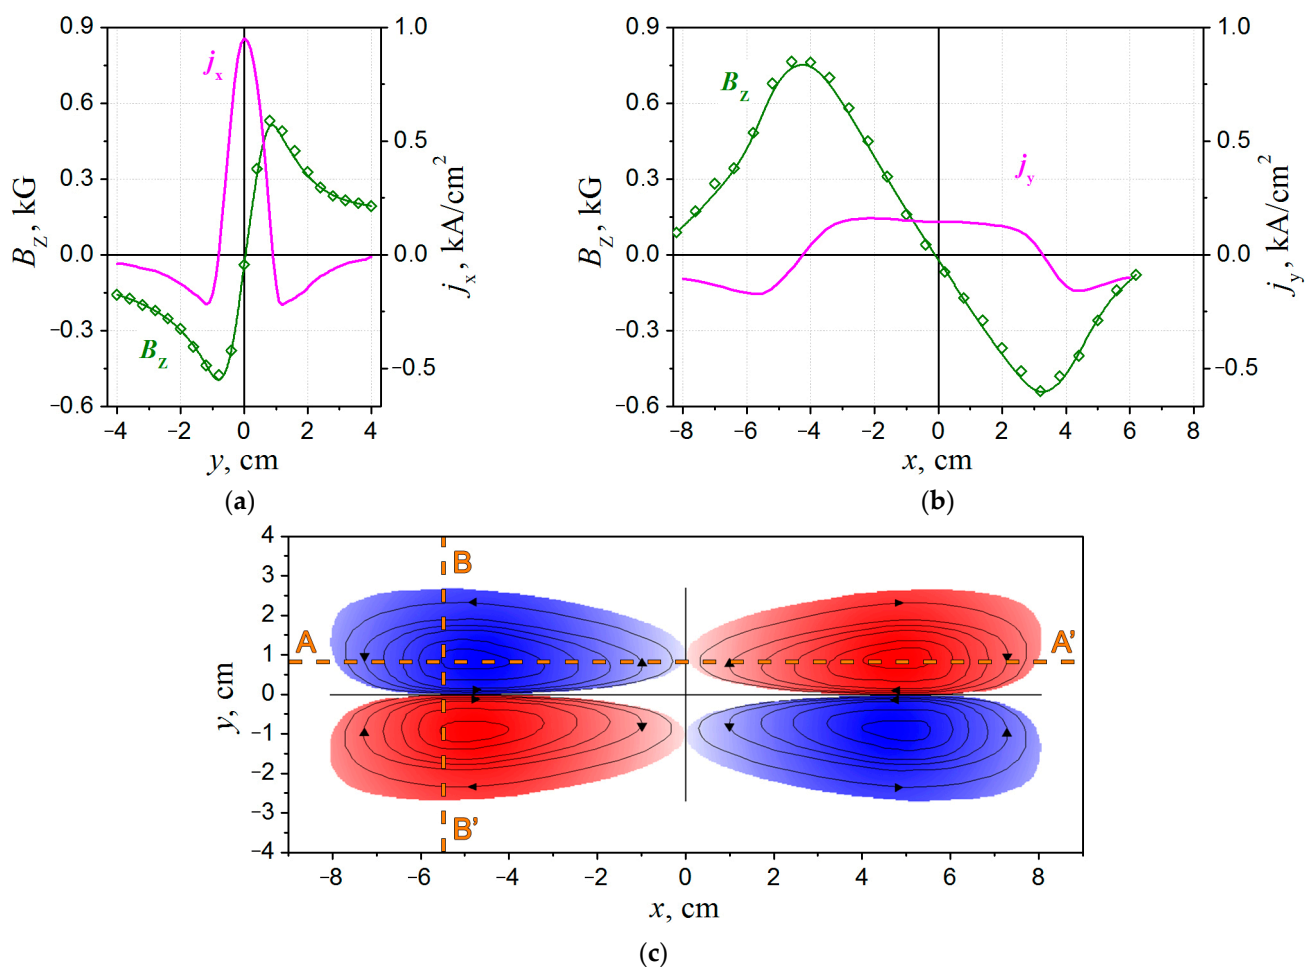 0.9
0.6
0.3
0.0
−0.3
−0.6
B_Z, kG
1.0
0.5
0.0
−0.5
j_x, kA/cm²
j_x
B_Z
−4 −2 0 2 4
y, cm
(a)
0.9
0.6
0.3
0.0
−0.3
−0.6
B_Z, kG
1.0
0.5
0.0
−0.5
j_y, kA/cm²
B_Z
j_y
−8 −6 −4 −2 0 2 4 6 8
x, cm
(b)
4
3
2
1
0
−1
−2
−3
−4
y, cm
B
A A'
B'
−8 −6 −4 −2 0 2 4 6 8
x, cm
(c)